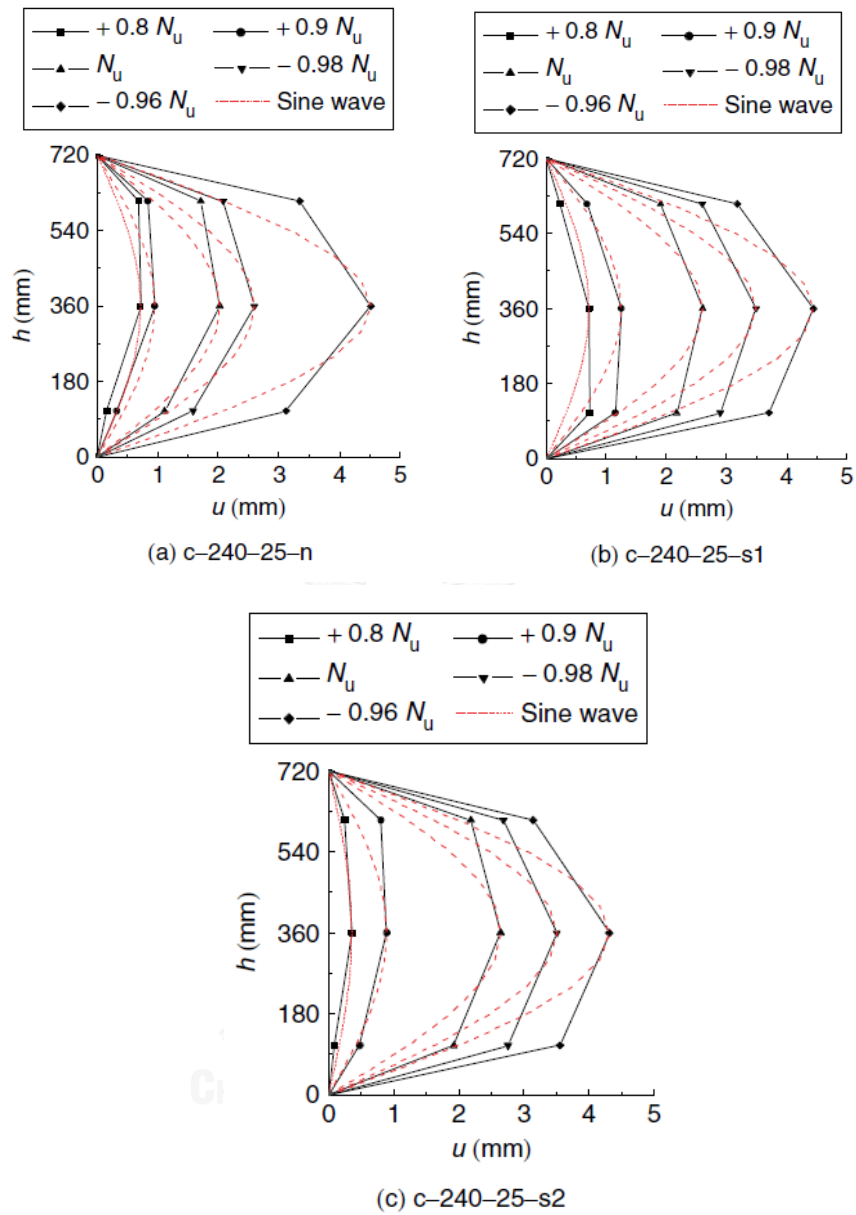 + 0.8 Nu + 0.9 Nu
Nu − 0.98 Nu
− 0.96 Nu Sine wave
720
540
360
180
0
h (mm)
0 1 2 3 4 5
u (mm)
(a) c–240–25–n
+ 0.8 Nu + 0.9 Nu
Nu − 0.98 Nu
− 0.96 Nu Sine wave
720
540
360
180
0
h (mm)
0 1 2 3 4 5
u (mm)
(b) c–240–25–s1
+ 0.8 Nu + 0.9 Nu
Nu − 0.98 Nu
− 0.96 Nu Sine wave
720
540
360
180
0
h (mm)
0 1 2 3 4 5
u (mm)
(c) c–240–25–s2